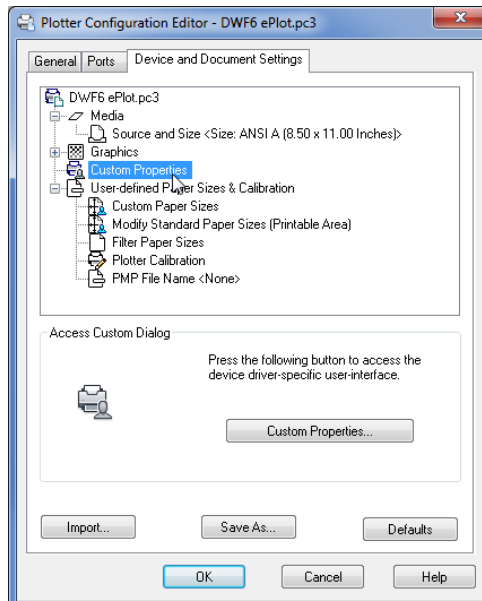 Plotter Configuration Editor - DWF6 ePlot.pc3
General Ports Device and Document Settings
DWF6 ePlot.pc3
Media
Source and Size <Size: ANSI A (8.50 x 11.00 Inches)>
Graphics
Custom Properties
User-defined Paper Sizes & Calibration
Custom Paper Sizes
Modify Standard Paper Sizes (Printable Area)
Filter Paper Sizes
Plotter Calibration
PMP File Name <None>
Access Custom Dialog
Press the following button to access the
device driver-specific user-interface.
Custom Properties...
Import... Save As... Defaults
OK Cancel Help